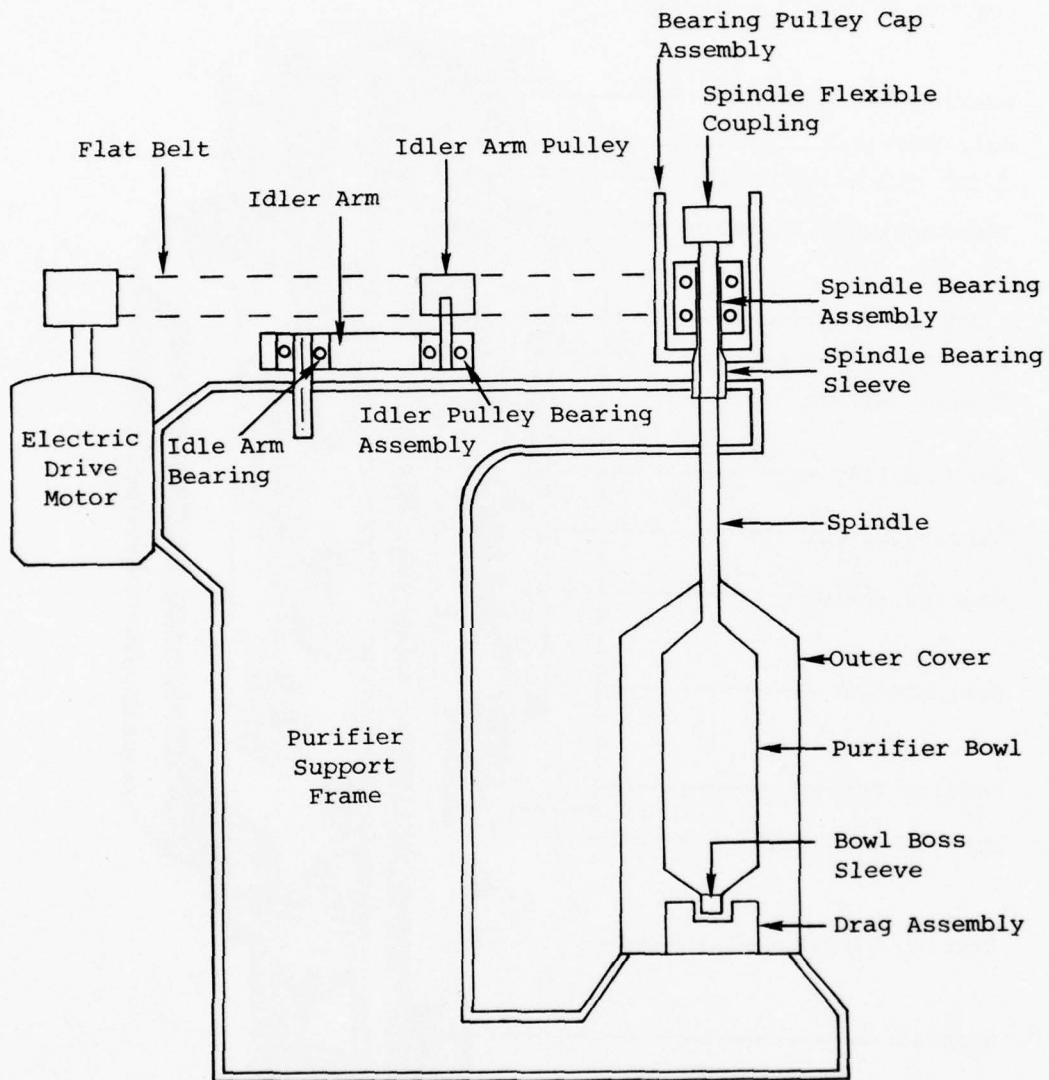 Bearing Pulley Cap
Assembly
Spindle Flexible
Coupling
Flat Belt
Idler Arm Pulley
Idler Arm
Spindle Bearing
Assembly
Spindle Bearing
Sleeve
Idler Pulley Bearing
Assembly
Idle Arm
Bearing
Electric
Drive
Motor
Spindle
Outer Cover
Purifier
Support
Frame
Purifier Bowl
Bowl Boss
Sleeve
Drag Assembly